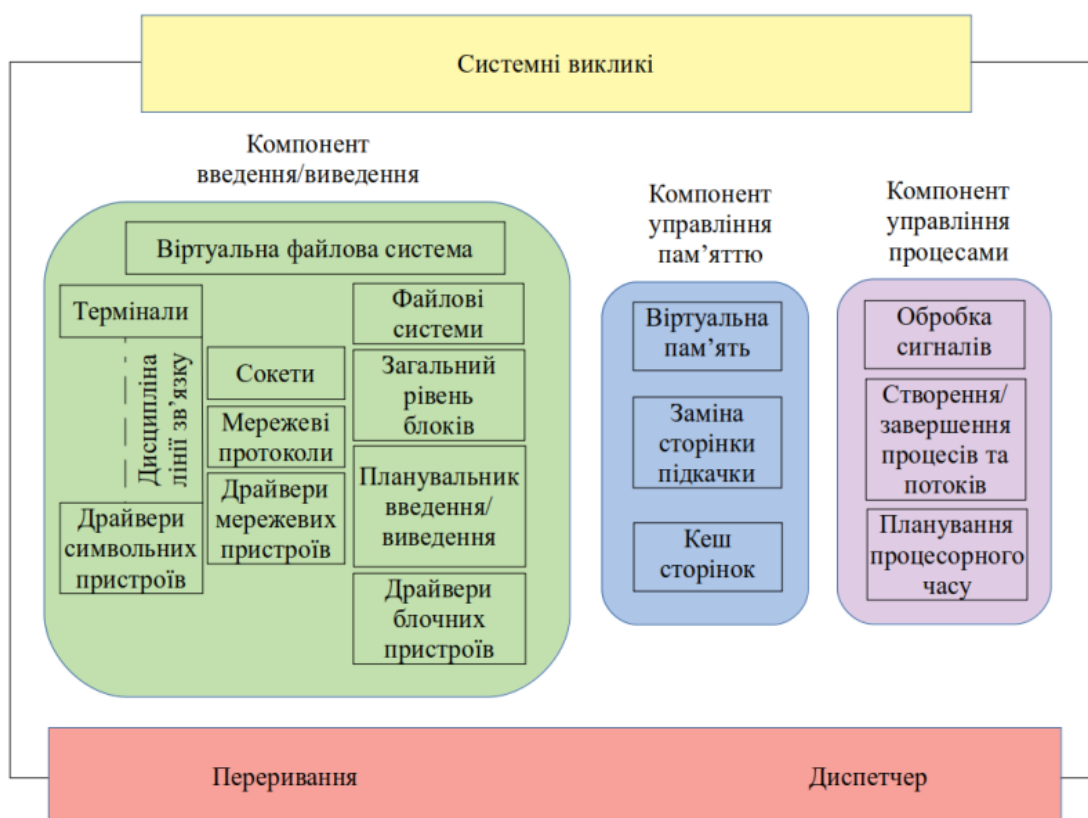 Системні викликі
Компонент
введення/виведення
Віртуальна файлова система
Термінали
Дисципліна
лінії зв’язку
Драйвери
символьних
пристроїв
Сокети
Мережеві
протоколи
Драйвери
мережевих
пристроїв
Файлові
системи
Загальний
рівень
блоків
Планувальник
введення/
виведення
Драйвери
блочних
пристроїв
Компонент
управління
пам’яттю
Віртуальна
пам’ять
Заміна
сторінки
підкачки
Кеш
сторінок
Компонент
управління
процесами
Обробка
сигналів
Створення/
завершення
процесів та
потоків
Планування
процесорного
часу
Переривання
Диспетчер